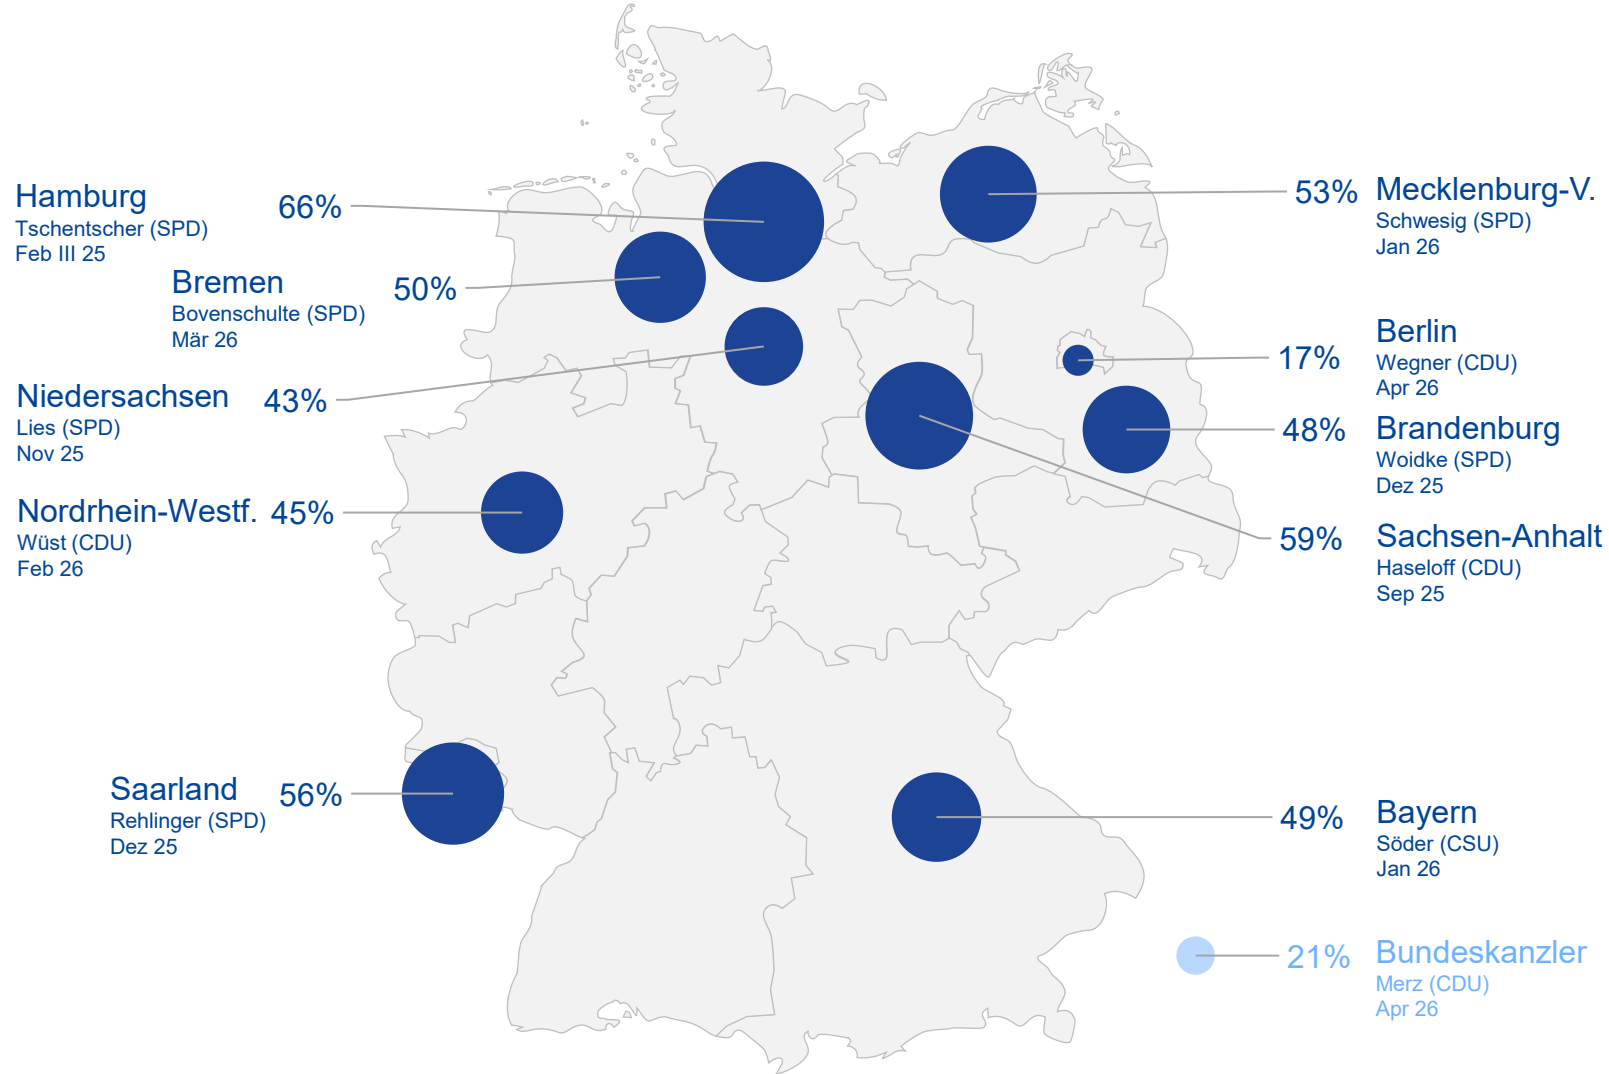 Hamburg
66%
Tschentscher (SPD)
Feb III 25
Bremen
50%
Bovenschulte (SPD)
Mär 26
Niedersachsen
43%
Lies (SPD)
Nov 25
Nordrhein-Westf.
45%
Wüst (CDU)
Feb 26
Saarland
56%
Rehlinger (SPD)
Dez 25
53%
Mecklenburg-V.
Schwesig (SPD)
Jan 26
17%
Berlin
Wegner (CDU)
Apr 26
48%
Brandenburg
Woidke (SPD)
Dez 25
59%
Sachsen-Anhalt
Haseloff (CDU)
Sep 25
49%
Bayern
Söder (CSU)
Jan 26
21%
Bundeskanzler
Merz (CDU)
Apr 26